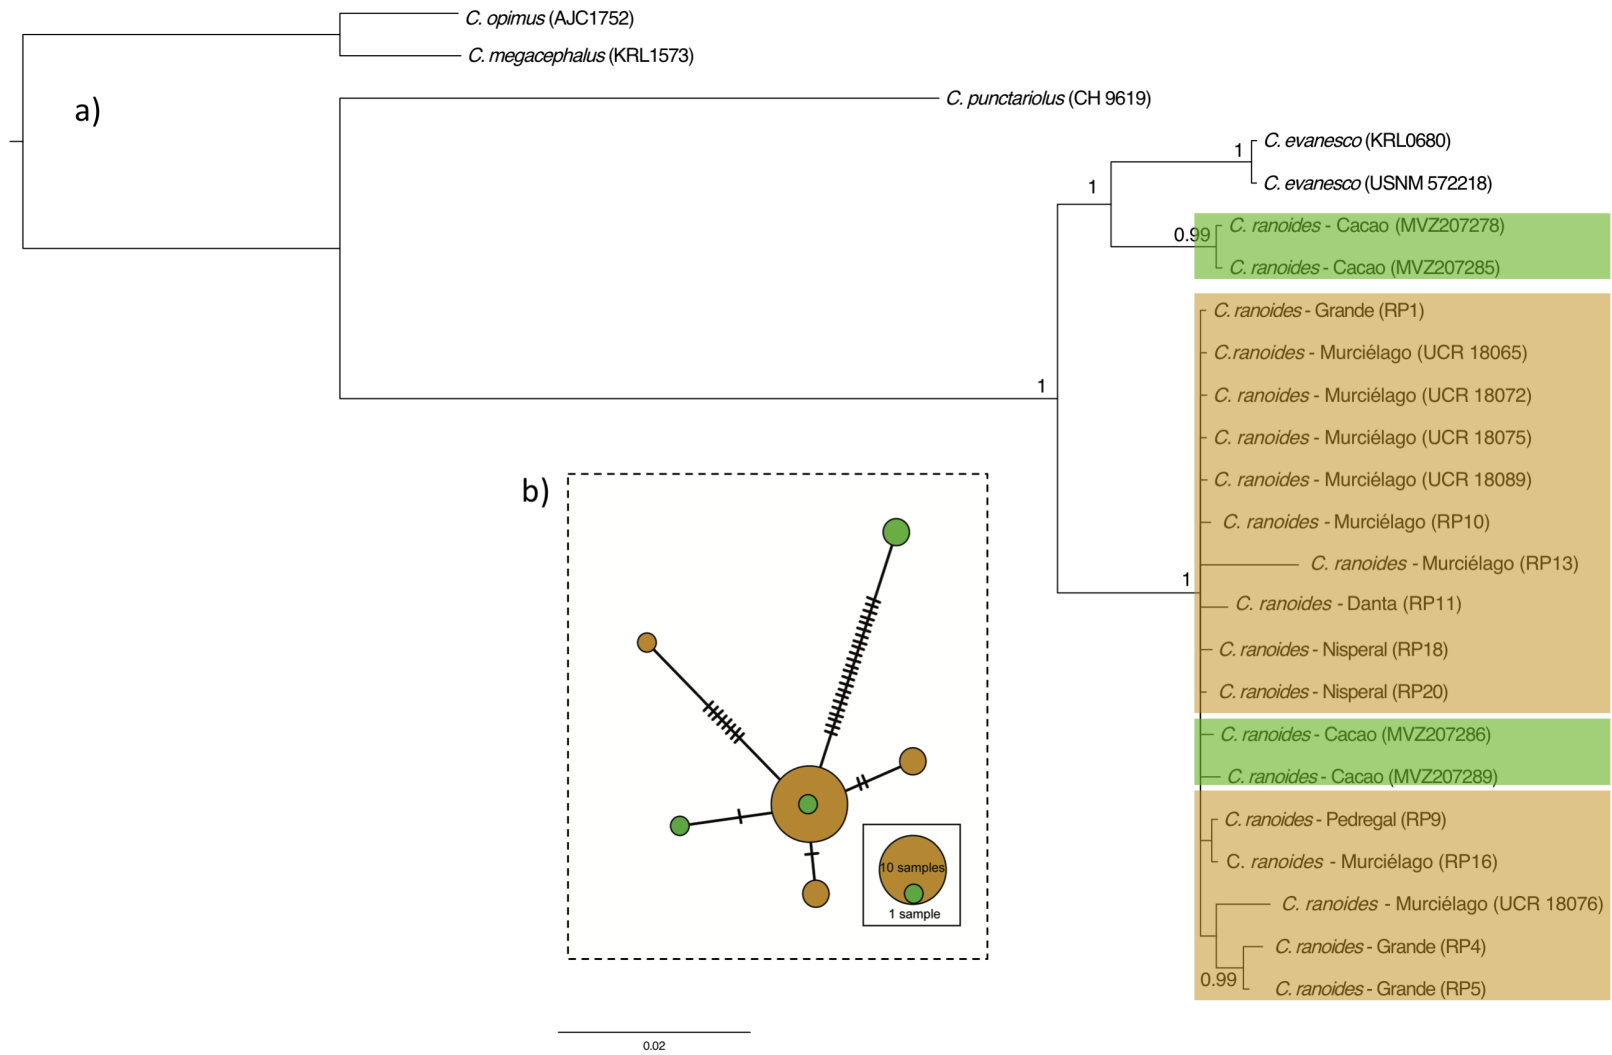 C. opimus (AJC1752)
C. megacephalus (KRL1573)
a)
C. punctariolus (CH 9619)
1
C. evanesco (KRL0680)
1
C. evanesco (USNM 572218)
C. ranoides - Cacao (MVZ207278)
0.99
C. ranoides - Cacao (MVZ207285)
C. ranoides - Grande (RP1)
C.ranoides - Murciélago (UCR 18065)
1
C. ranoides - Murciélago (UCR 18072)
C. ranoides - Murciélago (UCR 18075)
C. ranoides - Murciélago (UCR 18089)
b)
C. ranoides - Murciélago (RP10)
C. ranoides - Murciélago (RP13)
1
C. ranoides - Danta (RP11)
C. ranoides - Nisperal (RP18)
C. ranoides - Nisperal (RP20)
C. ranoides - Cacao (MVZ207286)
C. ranoides - Cacao (MVZ207289)
C. ranoides - Pedregal (RP9)
C. ranoides - Murciélago (RP16)
10 samples
1 sample
C. ranoides - Murciélago (UCR 18076)
C. ranoides - Grande (RP4)
0.99
C. ranoides - Grande (RP5)
0.02